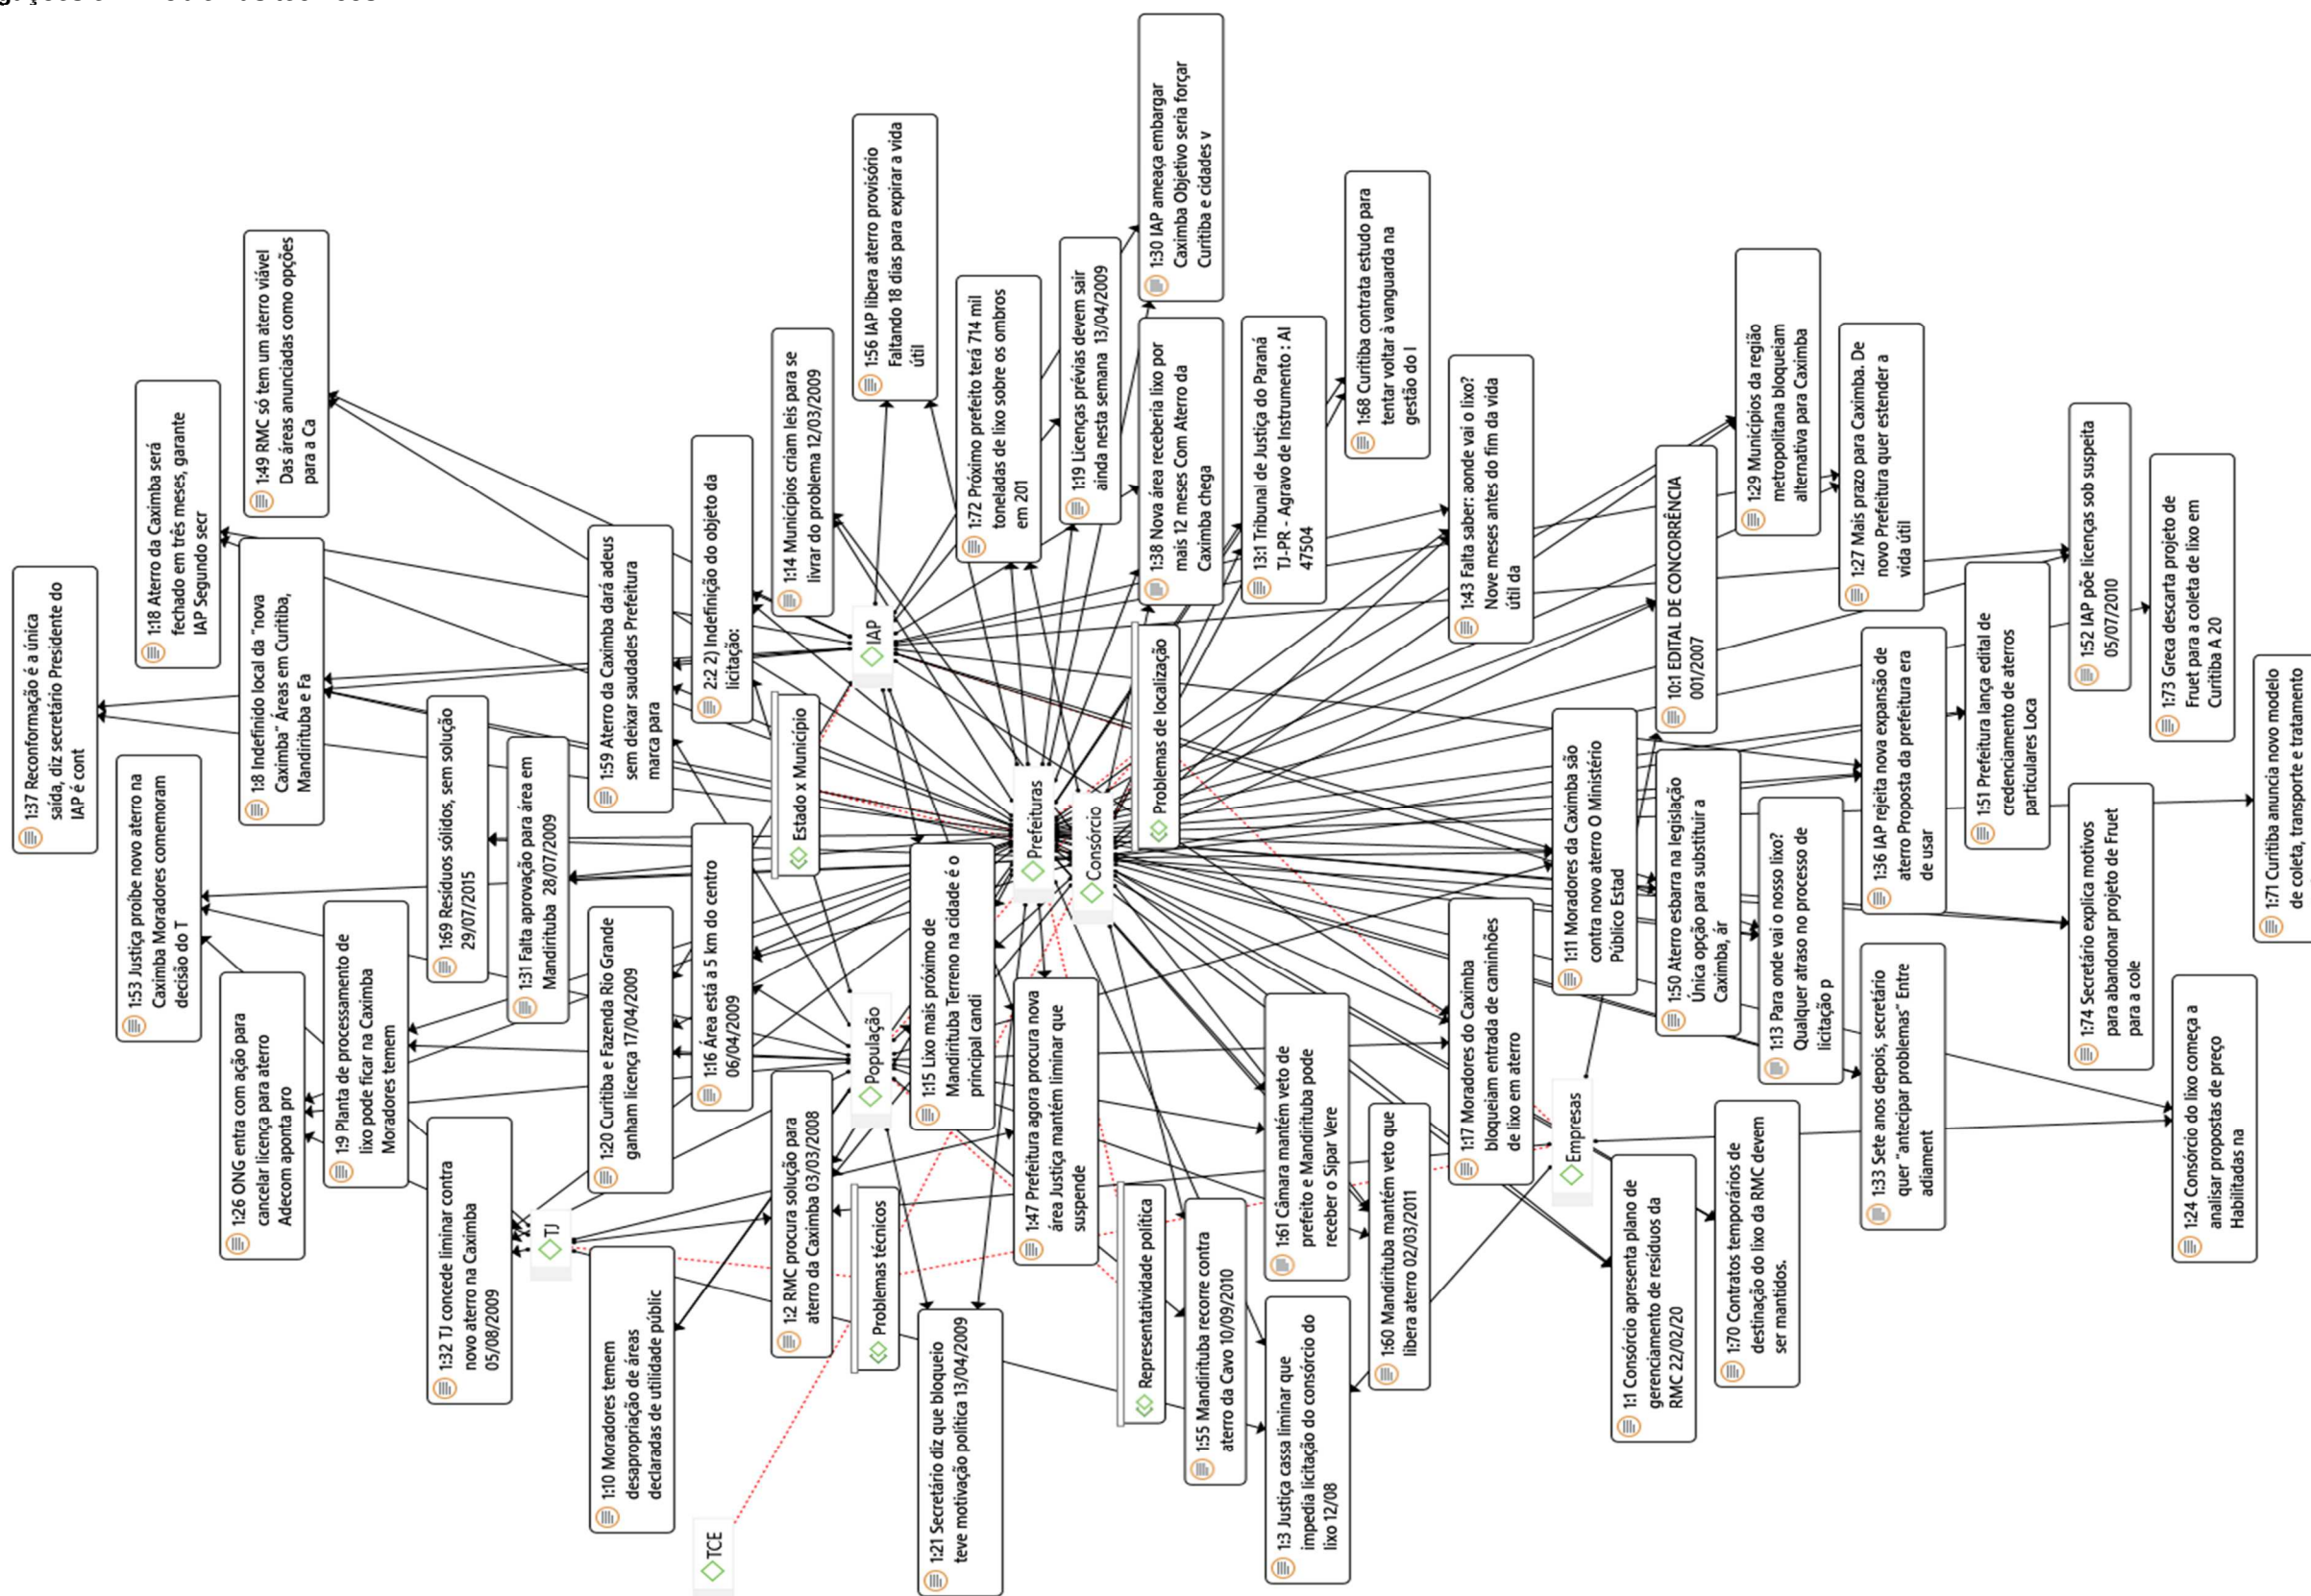 1:37 Reconformação é a única
saída, diz secretário Presidente do
IAP é cont
1:53 Justiça proíbe novo aterro na
Caximba Moradores comemoram
decisão do T
1:18 Aterro da Caximba será
fechado em três meses, garante
IAP Segundo secr
1:26 ONG entra com ação para
cancelar licença para aterro
Adecom aponta pro
1:8 Indefinido local da "nova
Caximba" Áreas em Curitiba,
Mandirituba e Fa
1:49 RMC só tem um aterro viável
Das áreas anunciadas como opções
para a Ca
1:9 Planta de processamento de
lixo pode ficar na Caximba
Moradores temem
1:32 TJ concede liminar contra
novo aterro na Caximba
05/08/2009
1:69 Resíduos sólidos, sem solução
29/07/2015
1:31 Falta aprovação para área em
Mandirituba 28/07/2009
TJ
1:10 Moradores temem
desapropriação de áreas
declaradas de utilidade públic
1:20 Curitiba e Fazenda Rio Grande
ganham licença 17/04/2009
1:59 Aterro da Caximba dará adeus
sem deixar saudades Prefeitura
marca para
TCE
1:16 Área está a 5 km do centro
06/04/2009
2:2 2) Indefinição do objeto da
licitação:
1:2 RMC procura solução para
aterro da Caximba 03/03/2008
Estado x Município
1:14 Municípios criam leis para se
livrar do problema 12/03/2009
Problemas técnicos
População
IAP
1:56 IAP libera aterro provisório
Faltando 18 dias para expirar a vida
útil
1:21 Secretário diz que bloqueio
teve motivação política 13/04/2009
1:15 Lixo mais próximo de
Mandirituba Terreno na cidade é o
principal candi
1:72 Próximo prefeito terá 714 mil
toneladas de lixo sobre os ombros
em 201
1:47 Prefeitura agora procura nova
área Justiça mantém liminar que
suspende
Prefeituras
1:19 Licenças prévias devem sair
ainda nesta semana 13/04/2009
Consórcio
Representatividade política
Problemas de localização
1:38 Nova área receberia lixo por
mais 12 meses Com Aterro da
Caximba chega
1:30 IAP ameaça embargar
Caximba Objetivo seria forçar
Curitiba e cidades v
1:55 Mandirituba recorre contra
aterro da Cavo 10/09/2010
13:1 Tribunal de Justiça do Paraná
TJ-PR - Agravo de Instrumento : AI
47504
1:3 Justiça cassa liminar que
impedia licitação do consórcio do
lixo 12/08
1:61 Câmara mantém veto de
prefeito e Mandirituba pode
receber o Sipar Vere
1:68 Curitiba contrata estudo para
tentar voltar à vanguarda na
gestão do l
1:60 Mandirituba mantém veto que
libera aterro 02/03/2011
1:17 Moradores do Caximba
bloqueiam entrada de caminhões
de lixo em aterro
1:43 Falta saber: aonde vai o lixo?
Nove meses antes do fim da vida
útil da
Empresas
1:11 Moradores da Caximba são
contra novo aterro O Ministério
Público Estad
1:1 Consórcio apresenta plano de
gerenciamento de resíduos da
RMC 22/02/20
1:50 Aterro esbarra na legislação
Única opção para substituir a
Caximba, ár
10:1 EDITAL DE CONCORRÊNCIA
001/2007
1:70 Contratos temporários de
destinação do lixo da RMC devem
ser mantidos.
1:13 Para onde vai o nosso lixo?
Qualquer atraso no processo de
licitação p
1:29 Municípios da região
metropolitana bloqueiam
alternativa para Caximba
1:27 Mais prazo para Caximba. De
novo Prefeitura quer estender a
vida útil
1:33 Sete anos depois, secretário
quer "antecipar problemas" Entre
adiament
1:36 IAP rejeita nova expansão de
aterro Proposta da prefeitura era
de usar
1:51 Prefeitura lança edital de
credenciamento de aterros
particulares Loca
1:74 Secretário explica motivos
para abandonar projeto de Fruet
para a cole
1:52 IAP põe licenças sob suspeita
05/07/2010
1:24 Consórcio do lixo começa a
analisar propostas de preço
Habilitadas na
1:73 Greca descarta projeto de
Fruet para a coleta de lixo em
Curitiba A 20
1:71 Curitiba anuncia novo modelo
de coleta, transporte e tratamento